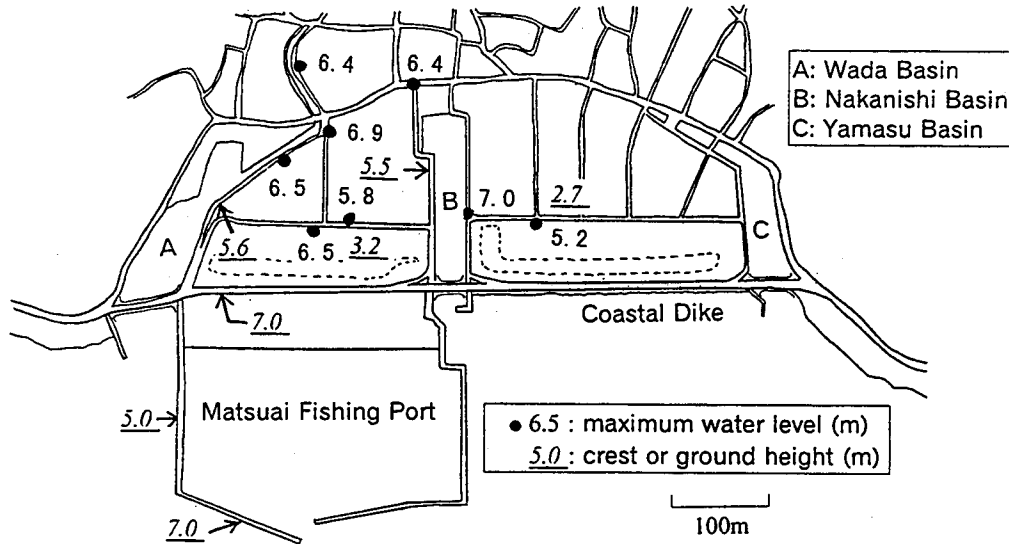 6.4
6.4
A: Wada Basin
B: Nakanishi Basin
C: Yamasu Basin
6.9
5.5
6.5
5.8
B
7.0
2.7
A
5.6
6.5
3.2
5.2
C
7.0
Coastal Dike
5.0
Matsuai Fishing Port
● 6.5 : maximum water level (m)
5.0 : crest or ground height (m)
7.0
100m